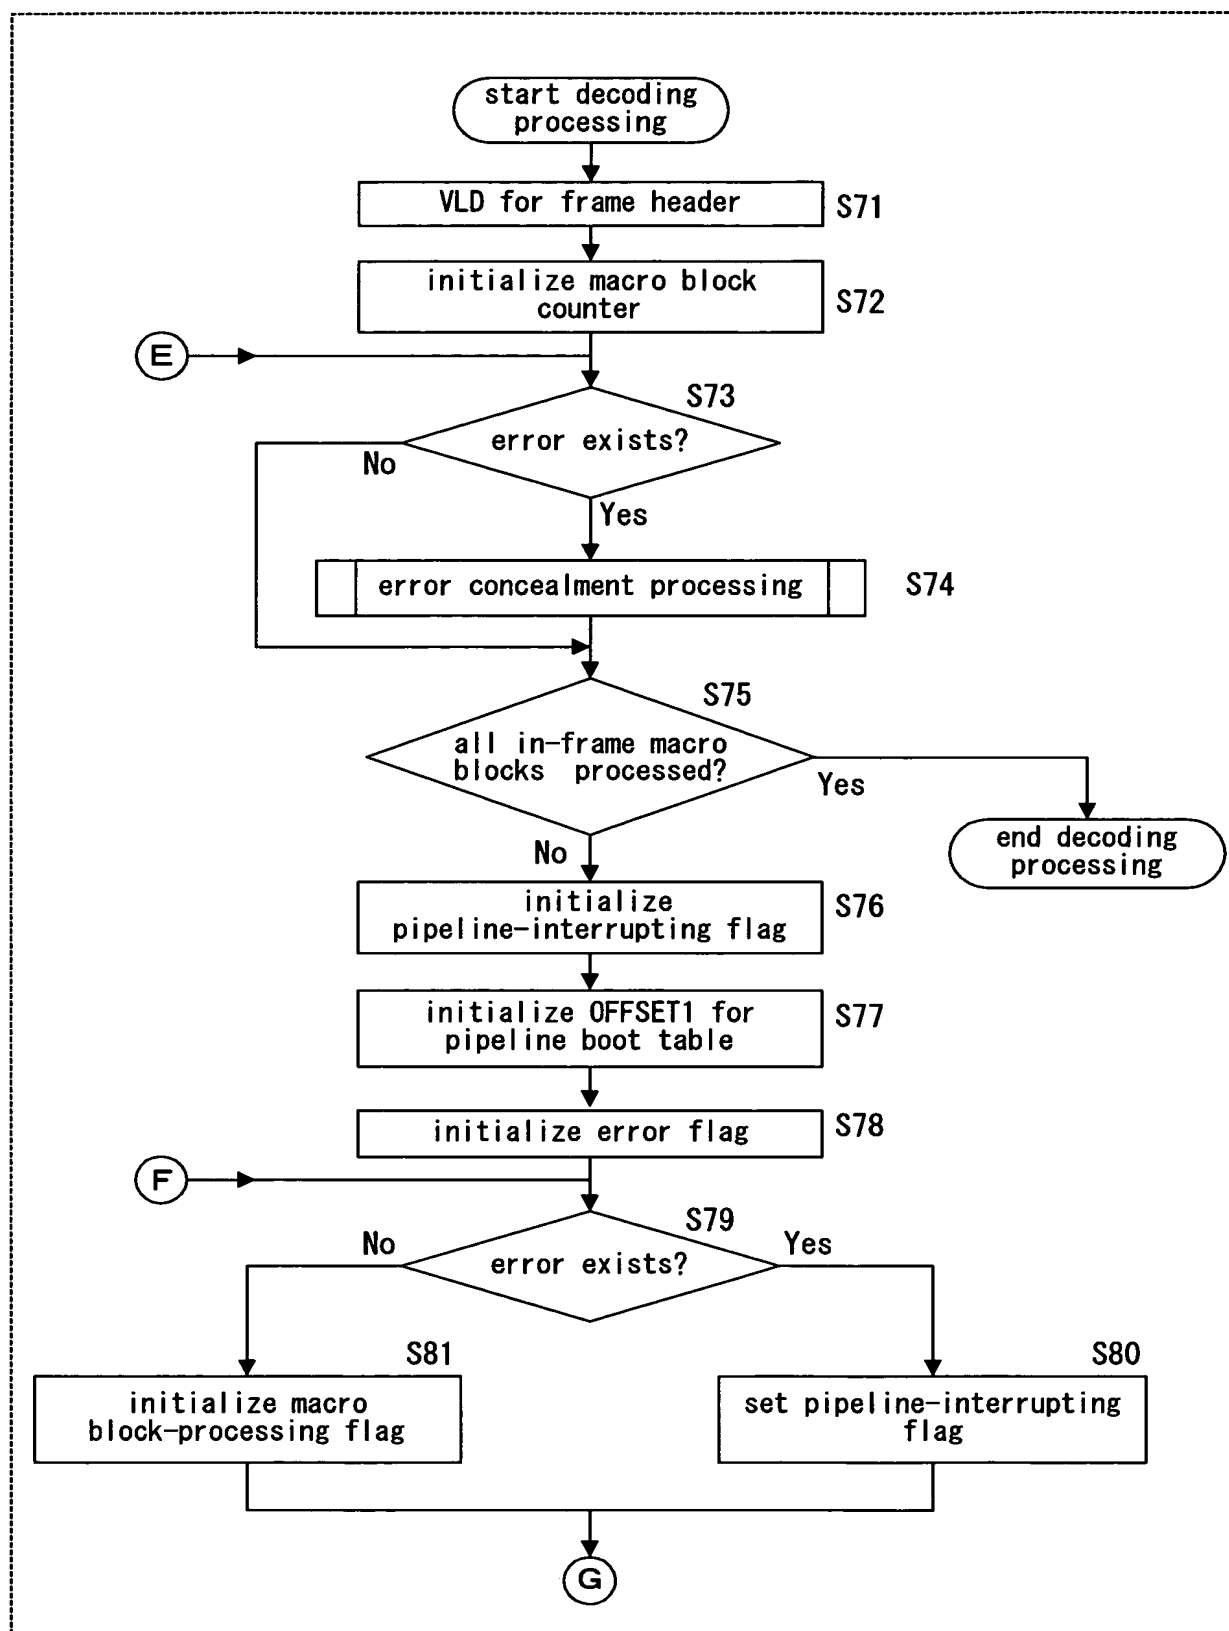 start decoding
processing
VLD for frame header
S71
initialize macro block
counter
S72
E
S73
error exists?
No
Yes
error concealment processing
S74
S75
all in-frame macro
blocks processed?
Yes
No
end decoding
processing
initialize
pipeline-interrupting flag
S76
initialize OFFSET1 for
pipeline boot table
S77
initialize error flag
S78
F
S79
No
Yes
error exists?
S81
S80
initialize macro
block-processing flag
set pipeline-interrupting
flag
G